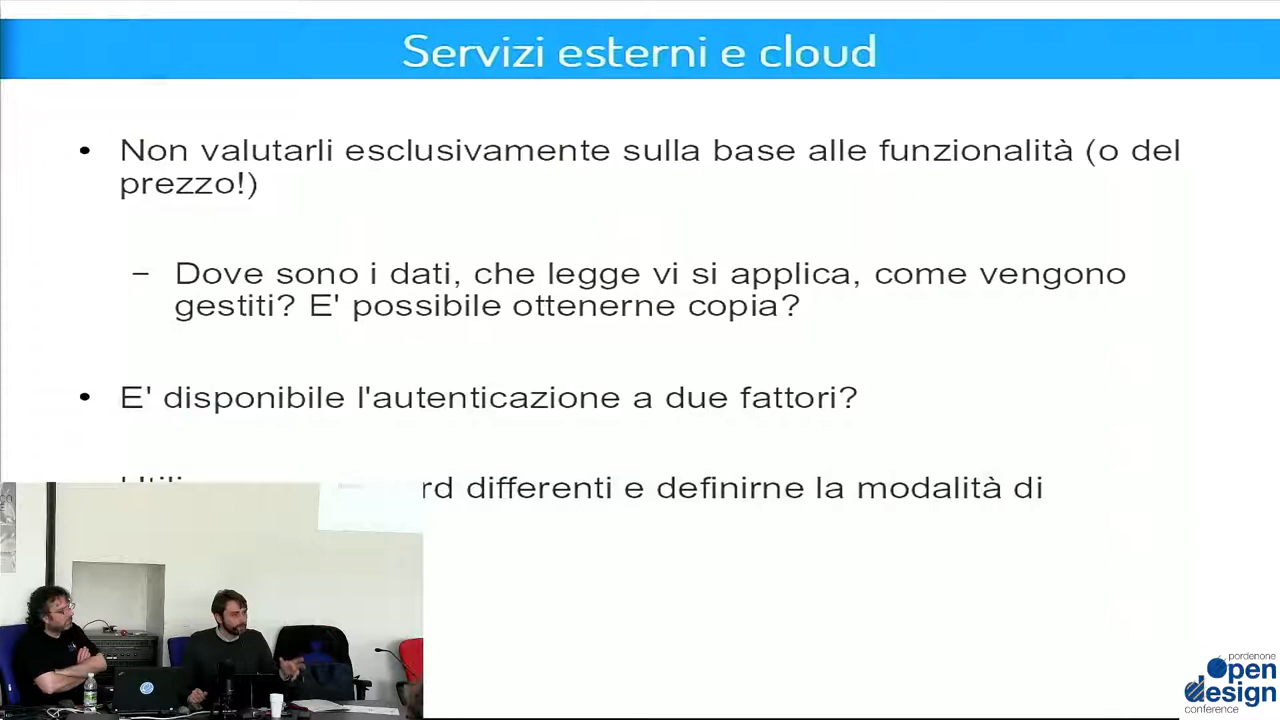 Servizi esterni e cloud
• Non valutarli esclusivamente sulla base alle funzionalità (o del
prezzo!)
– Dove sono i dati, che legge vi si applica, come vengono
gestiti? E' possibile ottenerne copia?
• E' disponibile l'autenticazione a due fattori?
rd differenti e definirne la modalità di
pordenone
open
design
conference